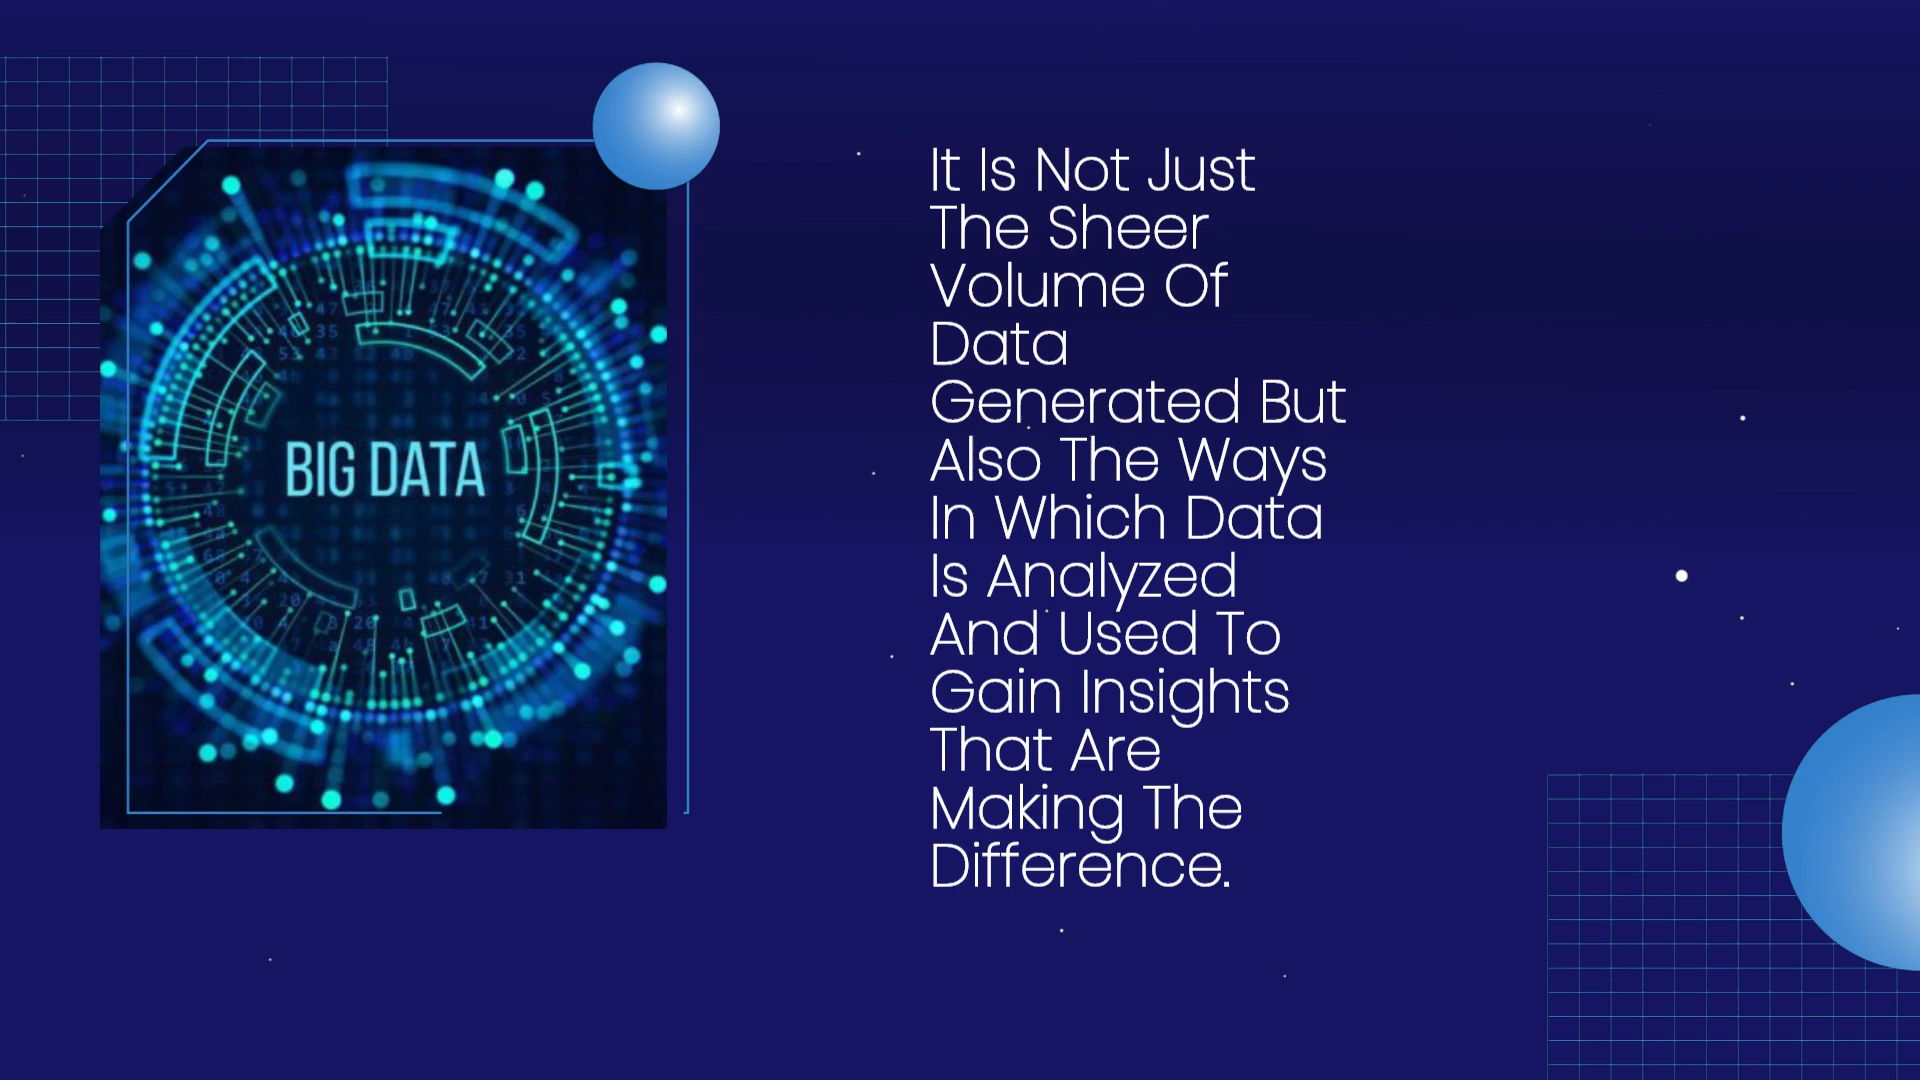 BIG DATA
It Is Not Just
The Sheer
Volume Of
Data
Generated But
Also The Ways
In Which Data
Is Analyzed
And Used To
Gain Insights
That Are
Making The
Difference.